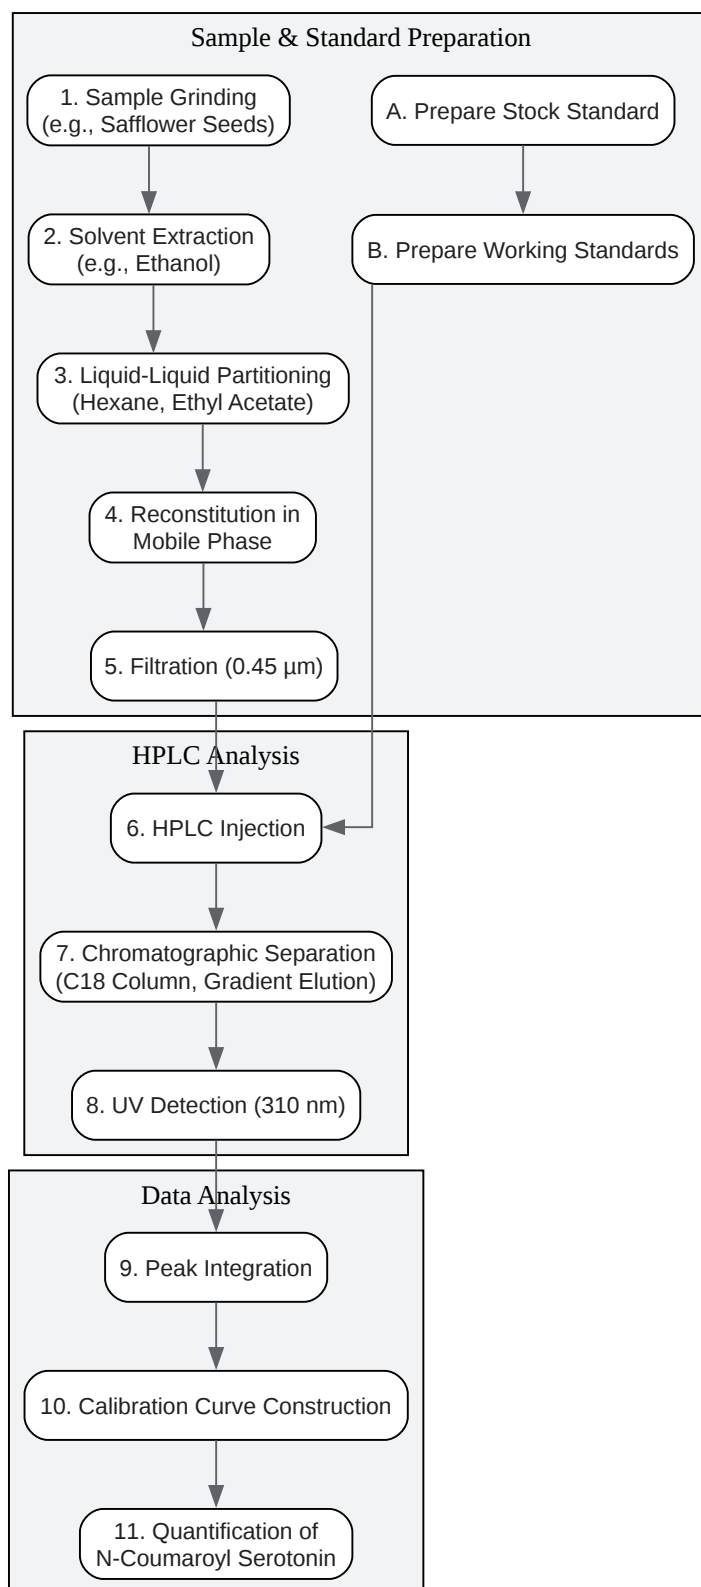 Sample & Standard Preparation
1. Sample Grinding
(e.g., Safflower Seeds)
A. Prepare Stock Standard
2. Solvent Extraction
(e.g., Ethanol)
B. Prepare Working Standards
3. Liquid-Liquid Partitioning
(Hexane, Ethyl Acetate)
4. Reconstitution in
Mobile Phase
5. Filtration (0.45 µm)
HPLC Analysis
6. HPLC Injection
7. Chromatographic Separation
(C18 Column, Gradient Elution)
8. UV Detection (310 nm)
Data Analysis
9. Peak Integration
10. Calibration Curve Construction
11. Quantification of
N-Coumaroyl Serotonin